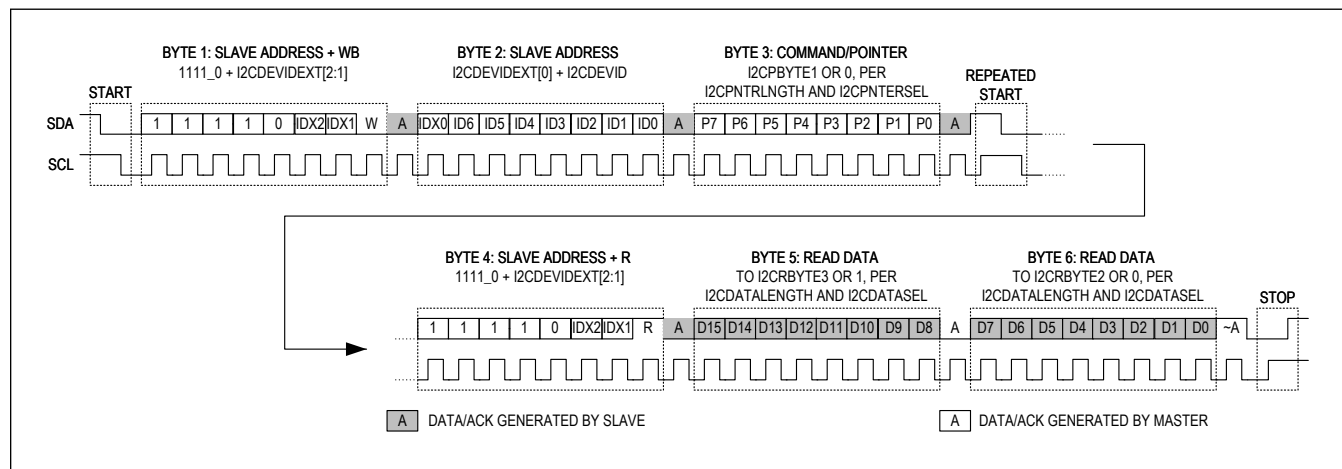 BYTE 1: SLAVE ADDRESS + WB
1111_0 + I2CDEVIDEXT[2:1]
BYTE 2: SLAVE ADDRESS
I2CDEVIDEXT[0] + I2CDEVID
BYTE 3: COMMAND/POINTER
I2CPBYTE1 OR 0, PER
I2CPNTRLNGTH AND I2CPNTERSEL
START
REPEATED
START
SDA
1 1 1 1 0 IDX2 IDX1 W A IDX0 ID6 ID5 ID4 ID3 ID2 ID1 ID0 A P7 P6 P5 P4 P3 P2 P1 P0 A
SCL
BYTE 4: SLAVE ADDRESS + R
1111_0 + I2CDEVIDEXT[2:1]
BYTE 5: READ DATA
TO I2CRBYTE3 OR 1, PER
I2CDATALENGTH AND I2CDATASEL
BYTE 6: READ DATA
TO I2CRBYTE2 OR 0, PER
I2CDATALENGTH AND I2CDATASEL
STOP
1 1 1 1 0 IDX2 IDX1 R A D15 D14 D13 D12 D11 D10 D9 D8 A D7 D6 D5 D4 D3 D2 D1 D0 ~A
A DATA/ACK GENERATED BY SLAVE
A DATA/ACK GENERATED BY MASTER